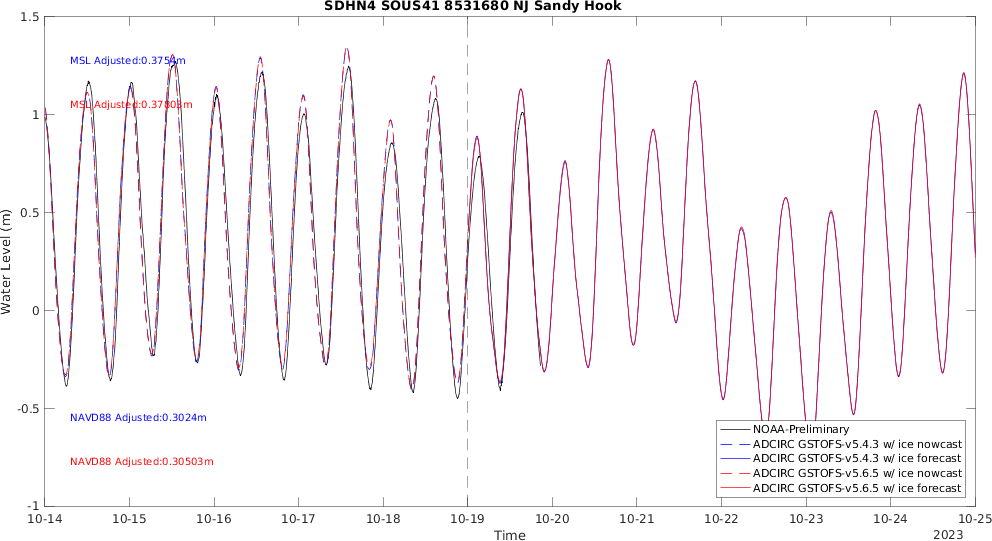 SDHN4 SOUS41 8531680 NJ Sandy Hook
1.5
1
0.5
0
-0.5
-1
Water Level (m)
MSL Adjusted:0.3754m
MSL Adjusted:0.37803m
NAVD88 Adjusted:0.3024m
NAVD88 Adjusted:0.30503m
NOAA-Preliminary
ADCIRC GSTOFS-v5.4.3 w/ ice nowcast
ADCIRC GSTOFS-v5.4.3 w/ ice forecast
ADCIRC GSTOFS-v5.6.5 w/ ice nowcast
ADCIRC GSTOFS-v5.6.5 w/ ice forecast
10-14 10-15 10-16 10-17 10-18 10-19 10-20 10-21 10-22 10-23 10-24 10-25
Time
2023